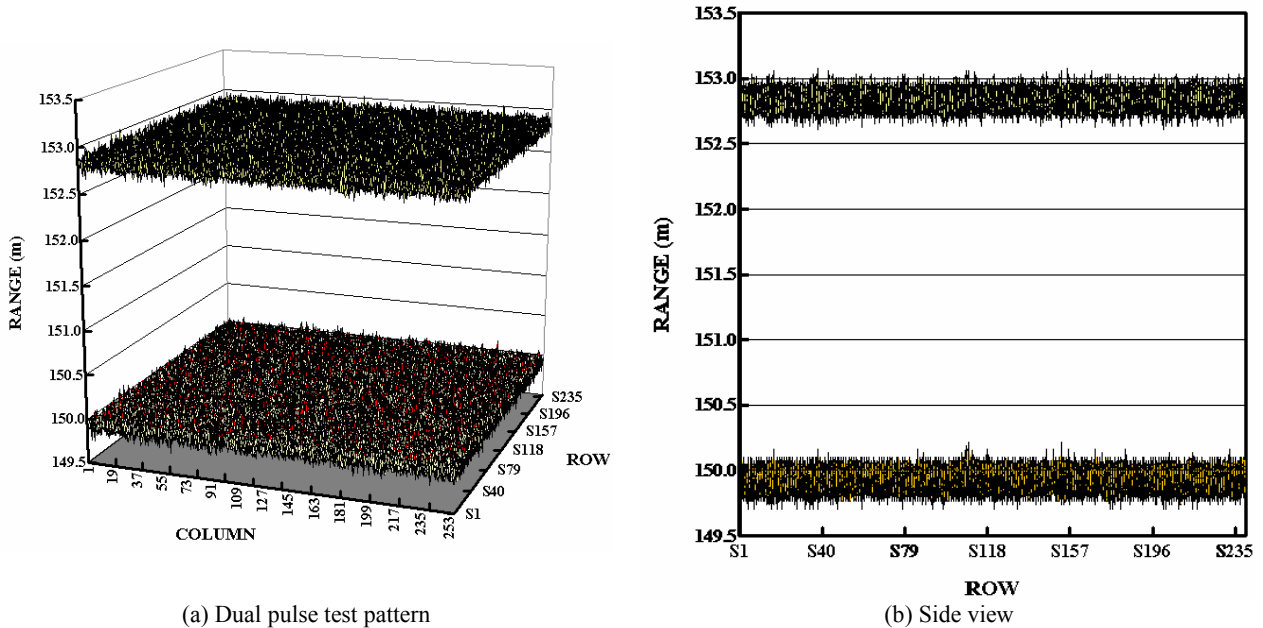 153.5
153.0
152.5
152.0
151.5
151.0
150.5
150.0
149.5
RANGE (m)
1
19
37
55
73
91
109
127
145
163
181
199
217
235
253
COLUMN
S1
S40
S79
S118
S157
S196
S235
ROW
(a) Dual pulse test pattern
153.5
153.0
152.5
152.0
151.5
151.0
150.5
150.0
149.5
RANGE (m)
S1
S40
S79
S118
S157
S196
S235
ROW
(b) Side view